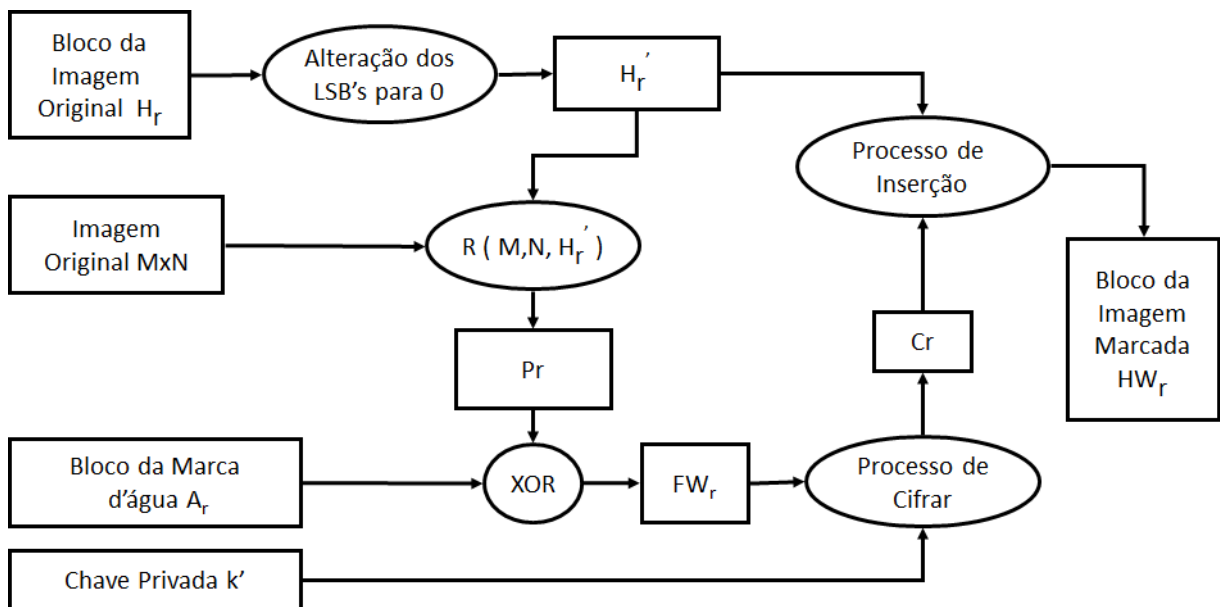 Bloco da
Imagem
Original H_r
Alteração dos
LSB's para 0
H_r'
Processo de
Inserção
Imagem
Original MxN
R ( M,N, H_r' )
Bloco da
Imagem
Marcada
HW_r
Pr
Cr
Bloco da Marca
d'água A_r
XOR
FW_r
Processo de
Cifrar
Chave Privada k'